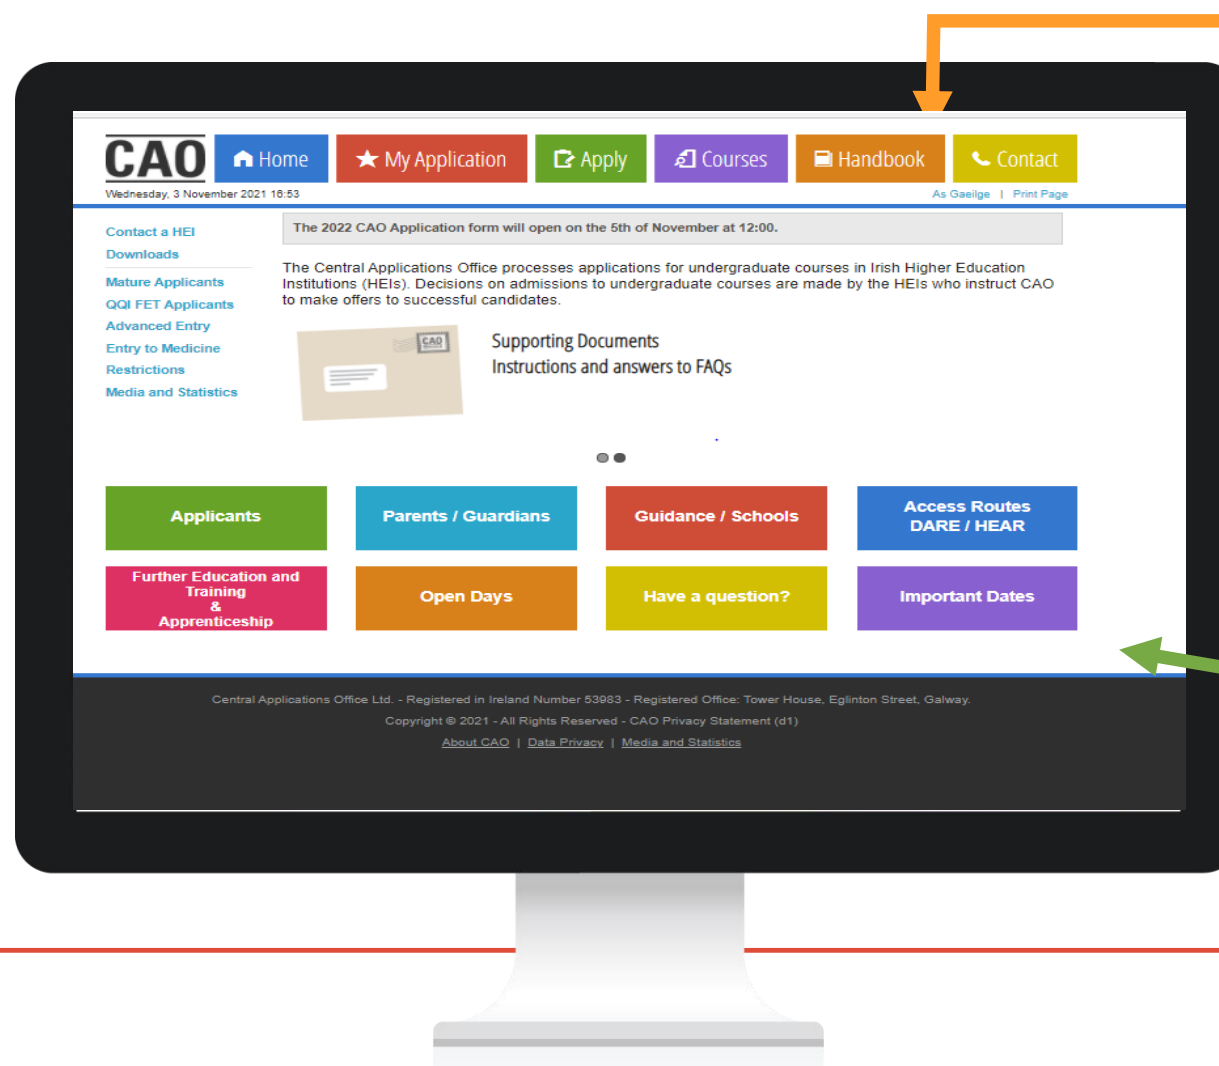 CAO
Home
My Application
Apply
Courses
Handbook
Contact
Wednesday, 3 November 2021 16:53
As Gaeilge | Print Page
Contact a HEI
Downloads
Mature Applicants
QQI FET Applicants
Advanced Entry
Entry to Medicine
Restrictions
Media and Statistics
The 2022 CAO Application form will open on the 5th of November at 12:00.
The Central Applications Office processes applications for undergraduate courses in Irish Higher Education
Institutions (HEIs). Decisions on admissions to undergraduate courses are made by the HEIs who instruct CAO
to make offers to successful candidates.
CAO
Supporting Documents
Instructions and answers to FAQs
Applicants
Parents / Guardians
Guidance / Schools
Access Routes
DARE / HEAR
Further Education and
Training
&
Apprenticeship
Open Days
Have a question?
Important Dates
Central Applications Office Ltd. - Registered in Ireland Number 53983 - Registered Office: Tower House, Eglinton Street, Galway.
Copyright © 2021 - All Rights Reserved - CAO Privacy Statement (d1)
About CAO | Data Privacy | Media and Statistics